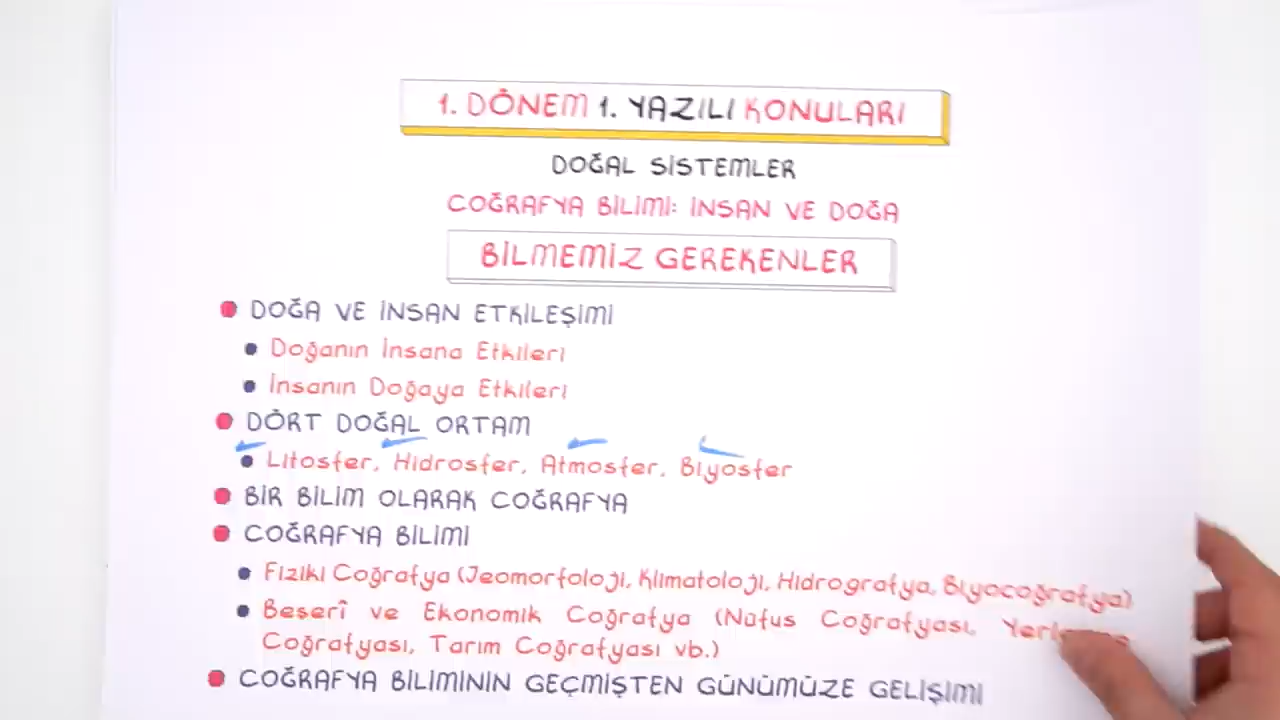 1. DÖNEM 1. YAZILI KONULARI
DOĞAL SİSTEMLER
COĞRAFYA BİLİMİ: İNSAN VE DOĞA
BİLMEMİZ GEREKENLER
DOĞA VE İNSAN ETKİLEŞİMİ
Doğanın İnsana Etkileri
İnsanın Doğaya Etkileri
DÖRT DOĞAL ORTAM
Litosfer, Hidrosfer, Atmosfer, Biyosfer
BİR BİLİM OLARAK COĞRAFYA
COĞRAFYA BİLİMİ
Fiziki Coğrafya (Jeomorfoloji, Klimatoloji, Hidrografya, Biyocoğrafya)
Beşerî ve Ekonomik Coğrafya (Nüfus Coğrafyası,
Coğrafyası, Tarım Coğrafyası vb.)
COĞRAFYA BİLİMİNİN GEÇMİŞTEN GÜNÜMÜZE GELİŞİMİ